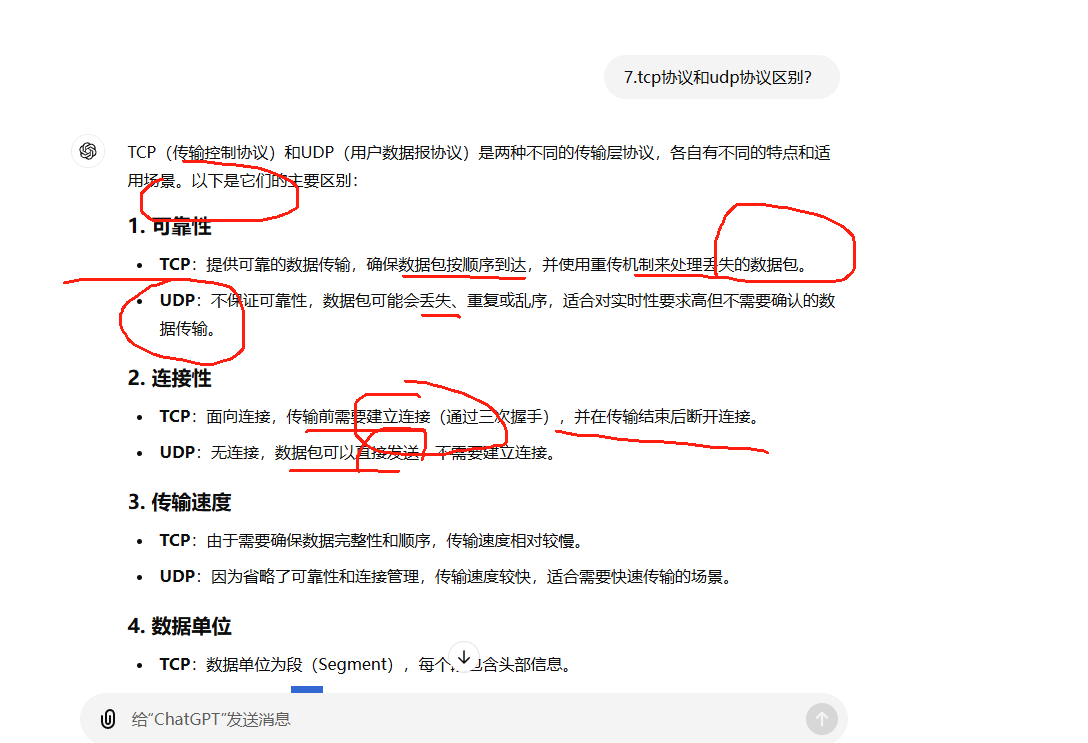 7.tcp协议和udp协议区别？
TCP（传输控制协议）和UDP（用户数据报协议）是两种不同的传输层协议，各自有不同的特点和适
用场景。以下是它们的主要区别：
1. 可靠性
• TCP：提供可靠的数据传输，确保数据包按顺序到达，并使用重传机制来处理丢失的数据包。
• UDP：不保证可靠性，数据包可能会丢失、重复或乱序，适合对实时性要求高但不需要确认的数
据传输。
2. 连接性
• TCP：面向连接，传输前需要建立连接（通过三次握手），并在传输结束后断开连接。
• UDP：无连接，数据包可以直接发送，不需要建立连接。
3. 传输速度
• TCP：由于需要确保数据完整性和顺序，传输速度相对较慢。
• UDP：因为省略了可靠性和连接管理，传输速度较快，适合需要快速传输的场景。
4. 数据单位
• TCP：数据单位为段（Segment），每个包含头部信息。
给“ChatGPT”发送消息